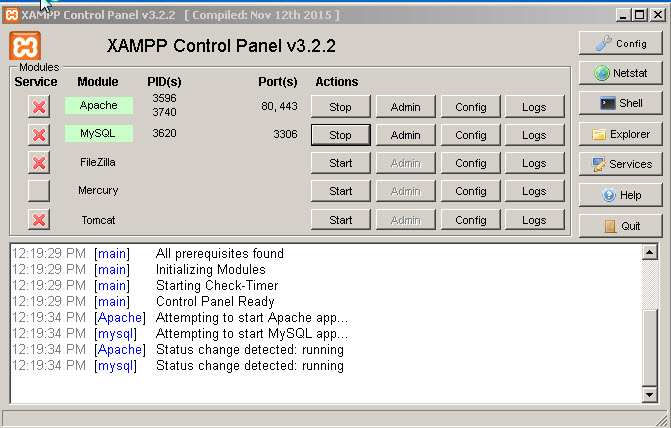 XAMPP Control Panel v3.2.2 [ Compiled: Nov 12th 2015 ]
XAMPP Control Panel v3.2.2
Config
Modules
Service Module PID(s) Port(s) Actions
Apache 3596 3740 80, 443 Stop Admin Config Logs
MySQL 3620 3306 Stop Admin Config Logs
FileZilla Start Admin Config Logs
Mercury Start Admin Config Logs
Tomcat Start Admin Config Logs
Netstat
Shell
Explorer
Services
Help
Quit
12:19:29 PM [main] All prerequisites found
12:19:29 PM [main] Initializing Modules
12:19:29 PM [main] Starting Check-Timer
12:19:29 PM [main] Control Panel Ready
12:19:34 PM [Apache] Attempting to start Apache app...
12:19:34 PM [mysql] Attempting to start MySQL app...
12:19:34 PM [Apache] Status change detected: running
12:19:34 PM [mysql] Status change detected: running